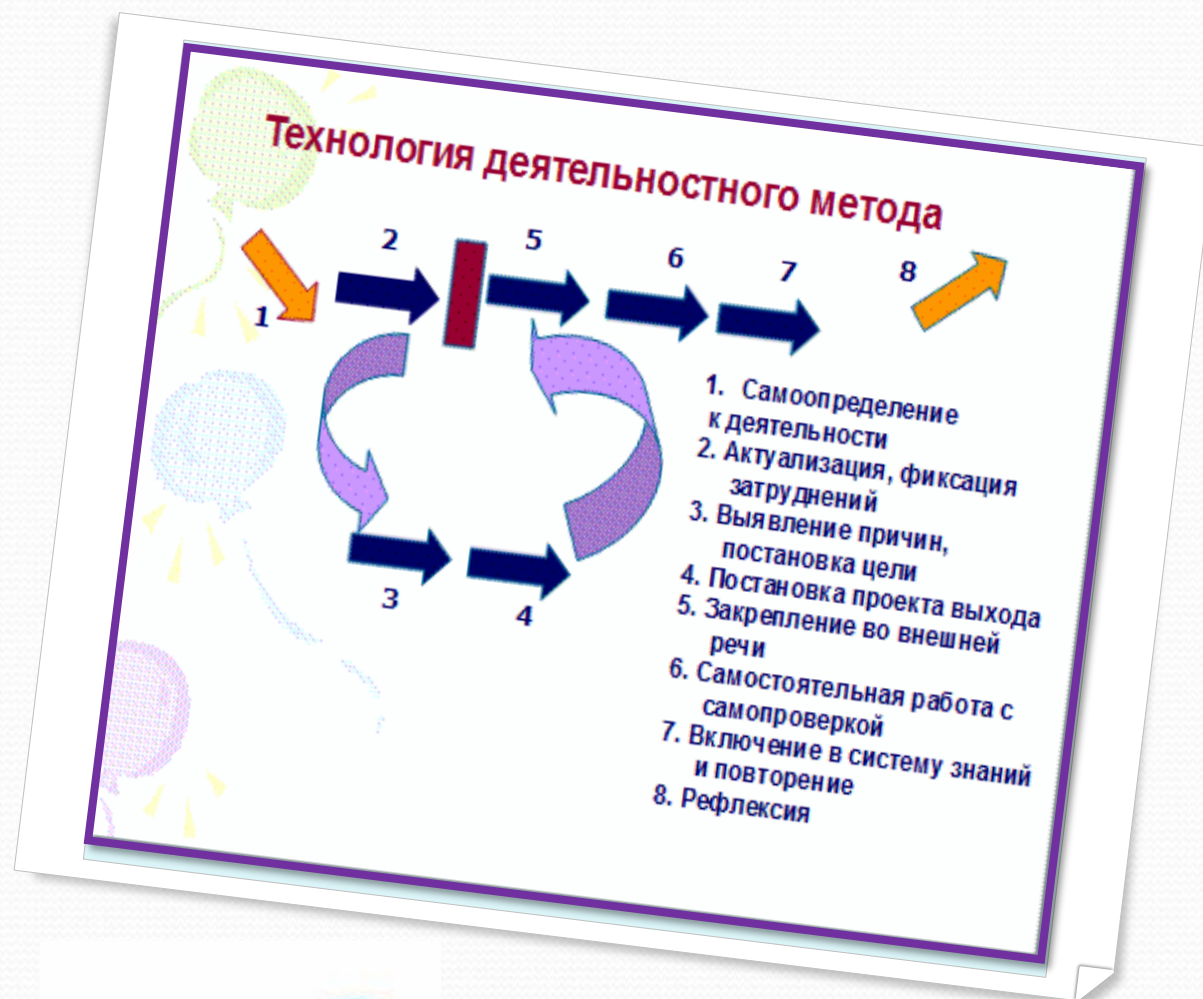 Технология деятельностного метода
2
5
6
7
8
1
3
4
1. Самоопределение
к деятельности
2. Актуализация, фиксация
затруднений
3. Выявление причин,
постановка цели
4. Постановка проекта выхода
5. Закрепление во внешней
речи
6. Самостоятельная работа с
самопроверкой
7. Включение в систему знаний
и повторение
8. Рефлексия